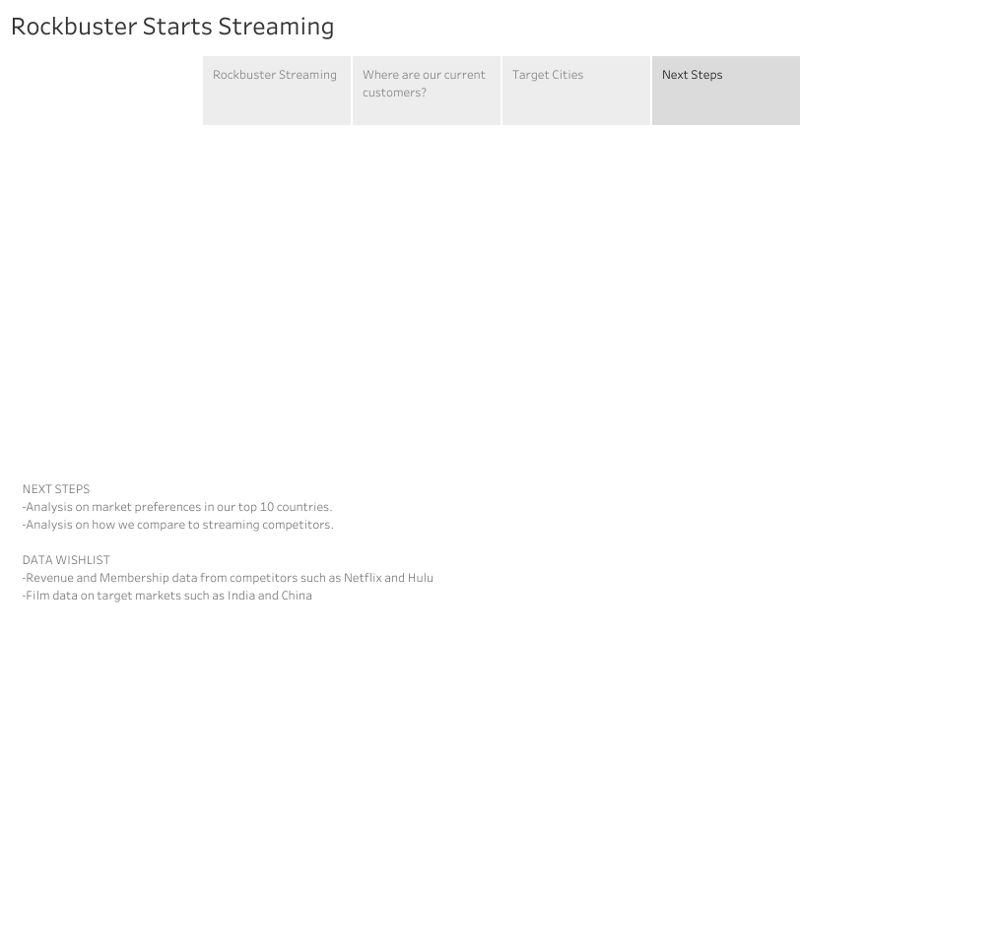 Rockbuster Starts Streaming
Rockbuster Streaming
Where are our current
customers?
Target Cities
Next Steps
NEXT STEPS
-Analysis on market preferences in our top 10 countries.
-Analysis on how we compare to streaming competitors.
DATA WISHLIST
-Revenue and Membership data from competitors such as Netflix and Hulu
-Film data on target markets such as India and China